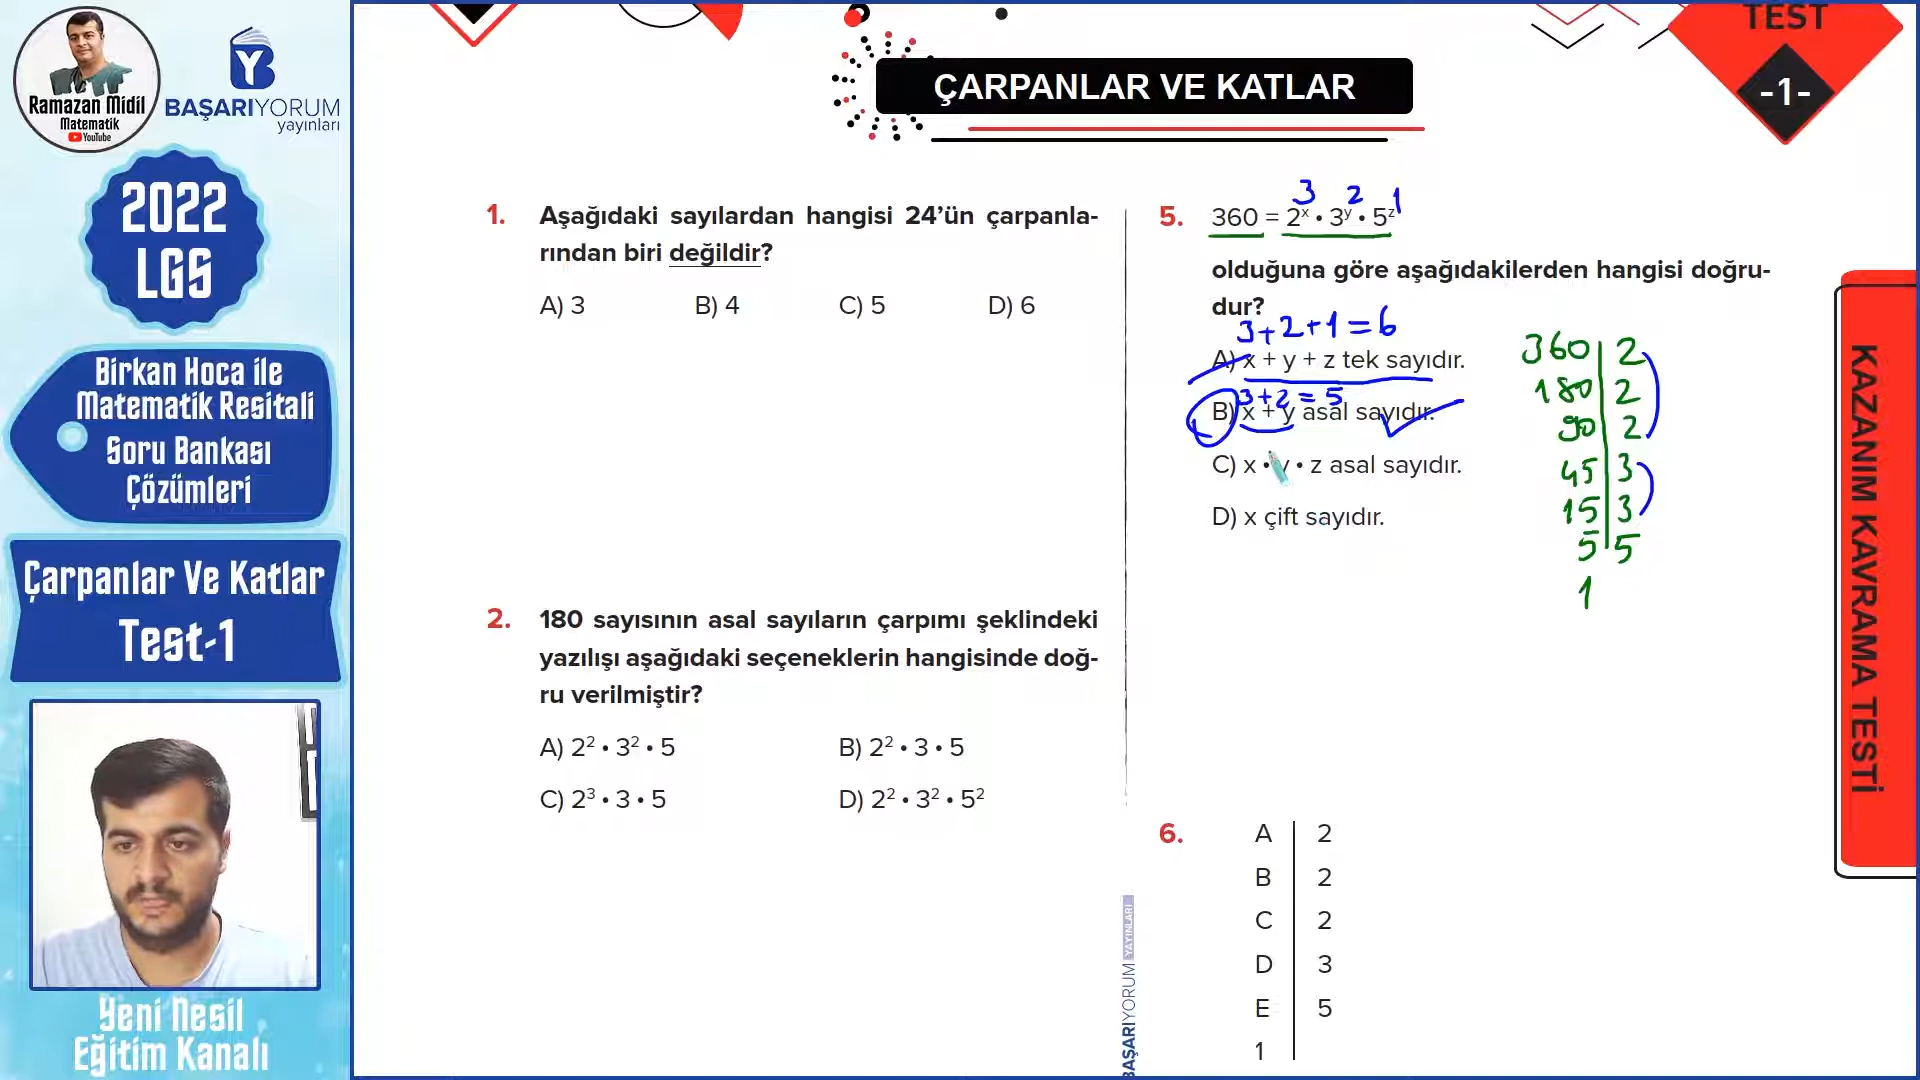 Ramazan Midil
Matematik
YouTube
BAŞARIYORUM
yayınları
2022
LGS
Birkan Hoca ile
Matematik Resitali
Soru Bankası
Çözümleri
Çarpanlar Ve Katlar
Test-1
Yeni Nesil
Eğitim Kanalı
ÇARPANLAR VE KATLAR
TEST
-1-
1. Aşağıdaki sayılardan hangisi 24’ün çarpanla-
rından biri değildir?
A) 3 B) 4 C) 5 D) 6
2. 180 sayısının asal sayıların çarpımı şeklindeki
yazılışı aşağıdaki seçeneklerin hangisinde doğ-
ru verilmiştir?
A) 2² • 3² • 5 B) 2² • 3 • 5
C) 2³ • 3 • 5 D) 2² • 3² • 5²
3 2 1
5. 360 = 2ˣ • 3ʸ • 5ᶻ
olduğuna göre aşağıdakilerden hangisi doğru-
dur?
3+2+1=6
A) x + y + z tek sayıdır.
3+2=5
B) x + y asal sayıdır.
C) x • y • z asal sayıdır.
D) x çift sayıdır.
360 2
180 2
90 2
45 3
15 3
5 5
1
6. A 2
B 2
C 2
D 3
E 5
1
BAŞARIYORUM YAYINLARI
KAZANIM KAVRAMA TESTİ